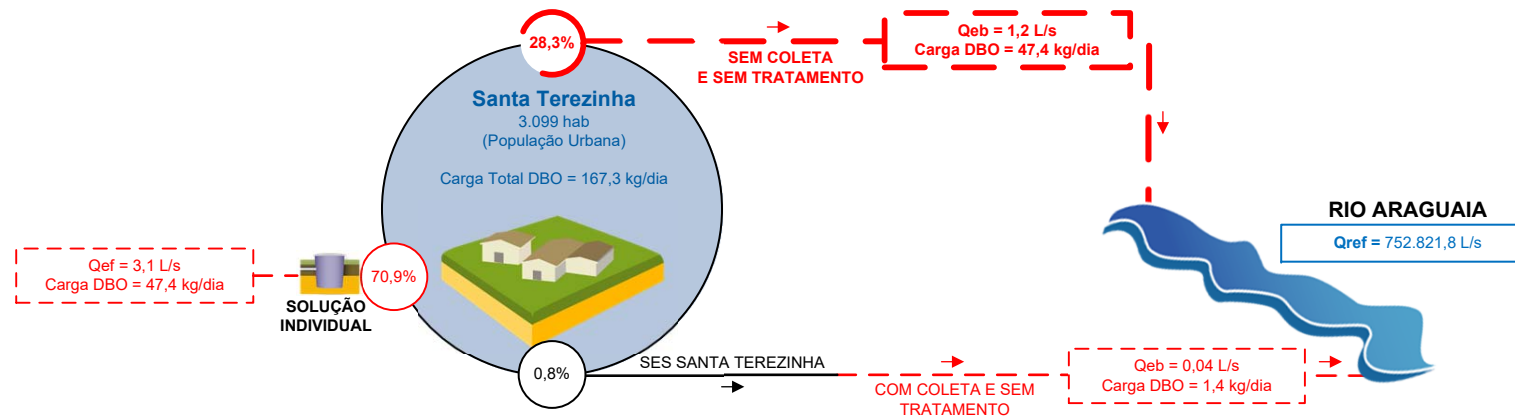 28,3%
SEM COLETA
E SEM TRATAMENTO
Qeb = 1,2 L/s
Carga DBO = 47,4 kg/dia
Santa Terezinha
3.099 hab
(População Urbana)
Carga Total DBO = 167,3 kg/dia
RIO ARAGUAIA
Qref = 752.821,8 L/s
Qef = 3,1 L/s
Carga DBO = 47,4 kg/dia
SOLUÇÃO
INDIVIDUAL
70,9%
0,8%
SES SANTA TEREZINHA
COM COLETA E SEM
TRATAMENTO
Qeb = 0,04 L/s
Carga DBO = 1,4 kg/dia